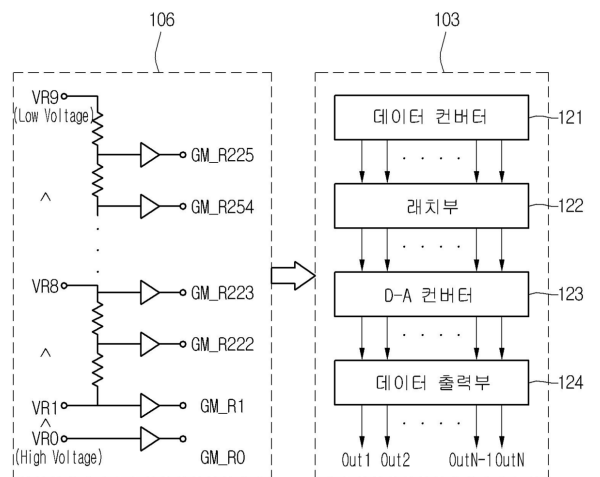 106
103
VR9
(Low Voltage)
GM_R225
GM_R254
VR8
GM_R223
GM_R222
VR1
GM_R1
VR0
(High Voltage)
GM_R0
데이터 컨버터
121
래치부
122
D-A 컨버터
123
데이터 출력부
124
Out1 Out2 OutN-1 OutN